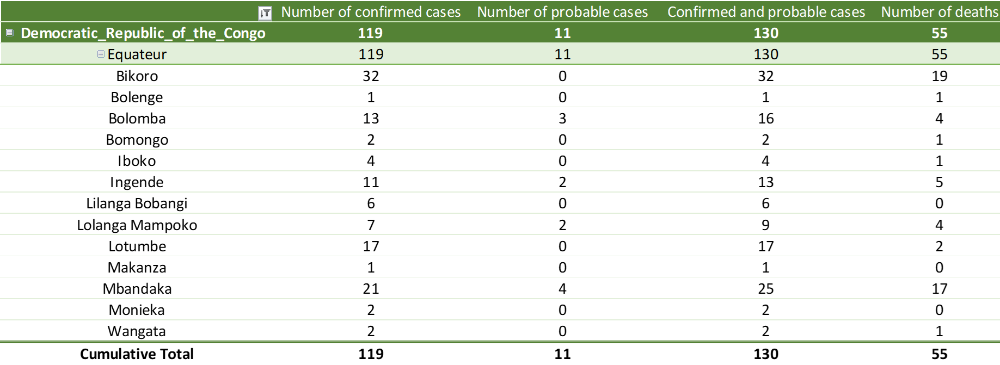 Number of confirmed cases Number of probable cases Confirmed and probable cases Number of deaths
Democratic_Republic_of_the_Congo 119 11 130 55
Equateur 119 11 130 55
Bikoro 32 0 32 19
Bolenge 1 0 1 1
Bolomba 13 3 16 4
Bomongo 2 0 2 1
Iboko 4 0 4 1
Ingende 11 2 13 5
Lilanga Bobangi 6 0 6 0
Lolanga Mampoko 7 2 9 4
Lotumbe 17 0 17 2
Makanza 1 0 1 0
Mbandaka 21 4 25 17
Monieka 2 0 2 0
Wangata 2 0 2 1
Cumulative Total 119 11 130 55